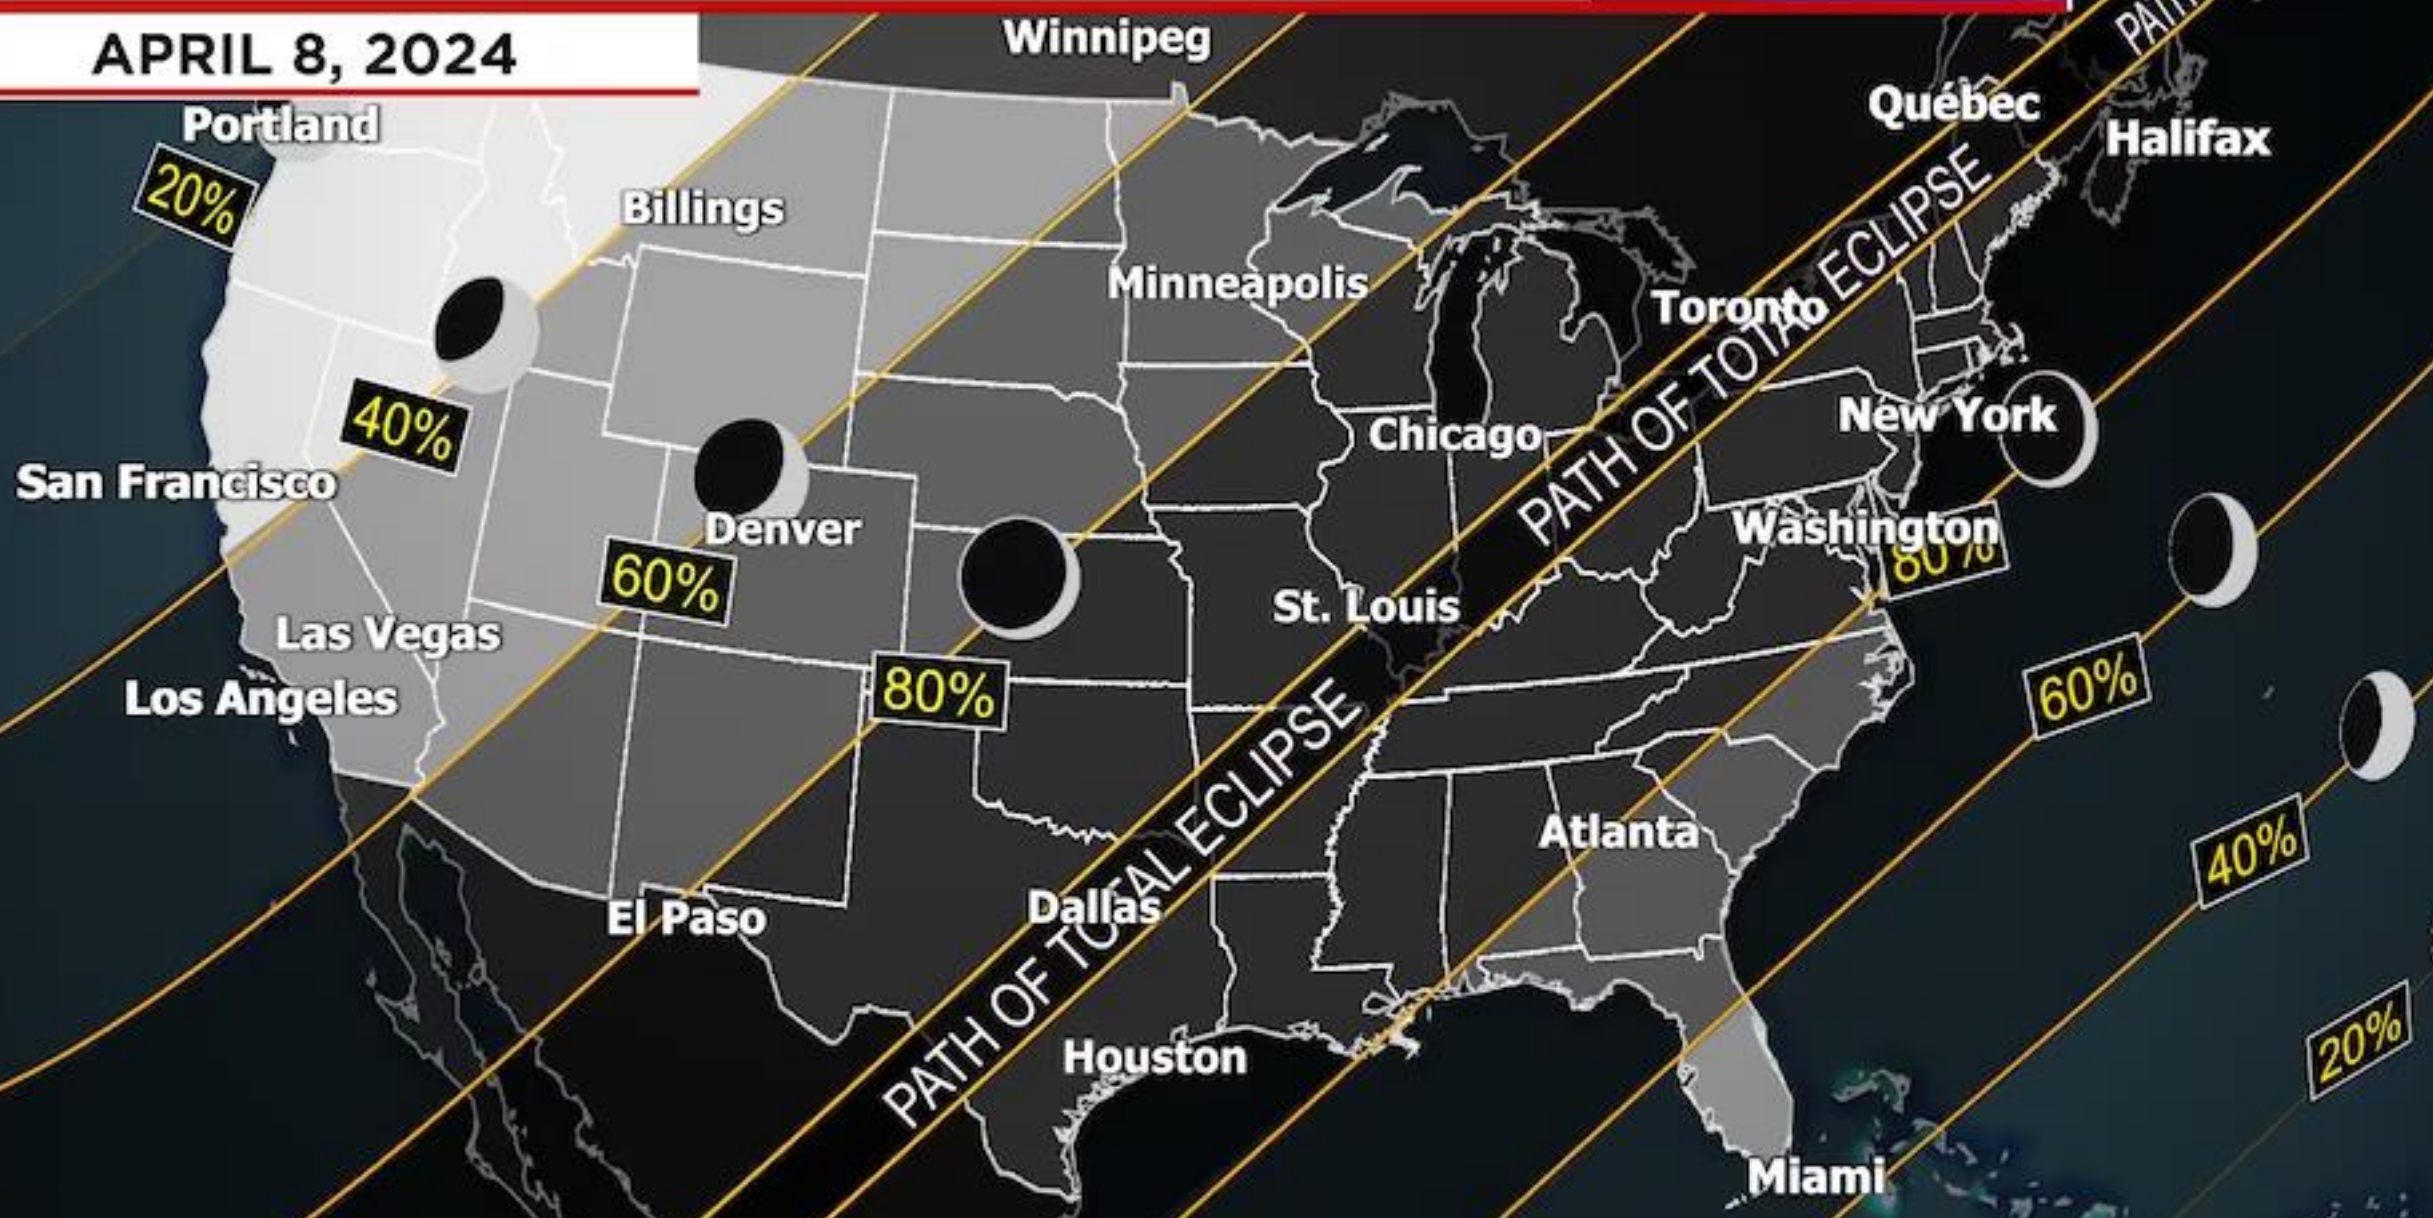 APRIL 8, 2024
Winnipeg
PATH
Québec
Halifax
Portland
20%
Billings
Minneapolis
Toronto
PATH OF TOTAL ECLIPSE
40%
San Francisco
Chicago
New York
Denver
60%
Washington
80%
Las Vegas
St. Louis
Los Angeles
80%
60%
PATH OF TOTAL ECLIPSE
Atlanta
40%
El Paso
Dallas
Houston
20%
Miami